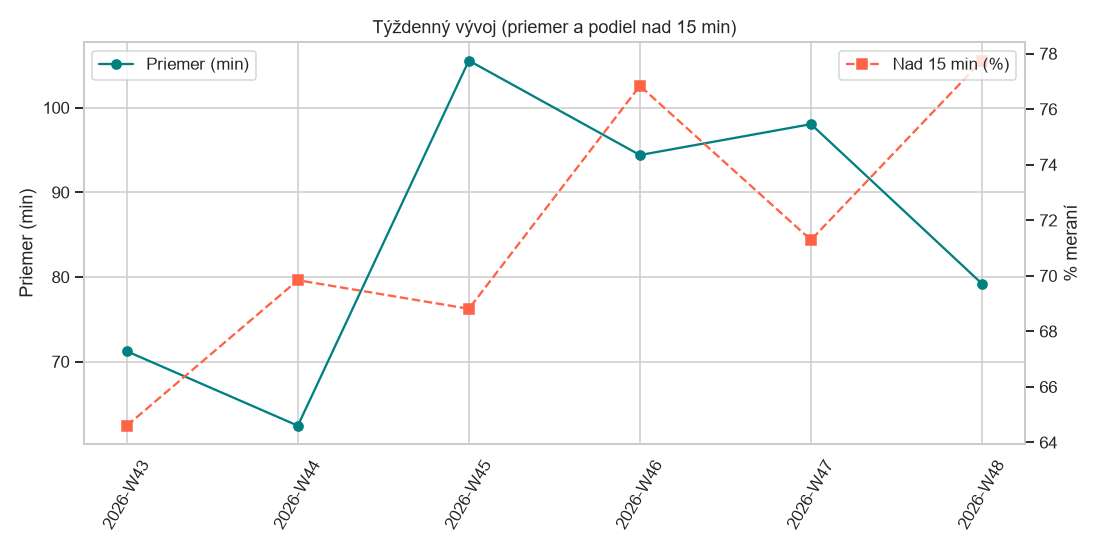 Týždenný vývoj (priemer a podiel nad 15 min)
Priemer (min)
Nad 15 min (%)
Priemer (min)
100
90
80
70
% meraní
78
76
74
72
70
68
66
64
2026-W43
2026-W44
2026-W45
2026-W46
2026-W47
2026-W48